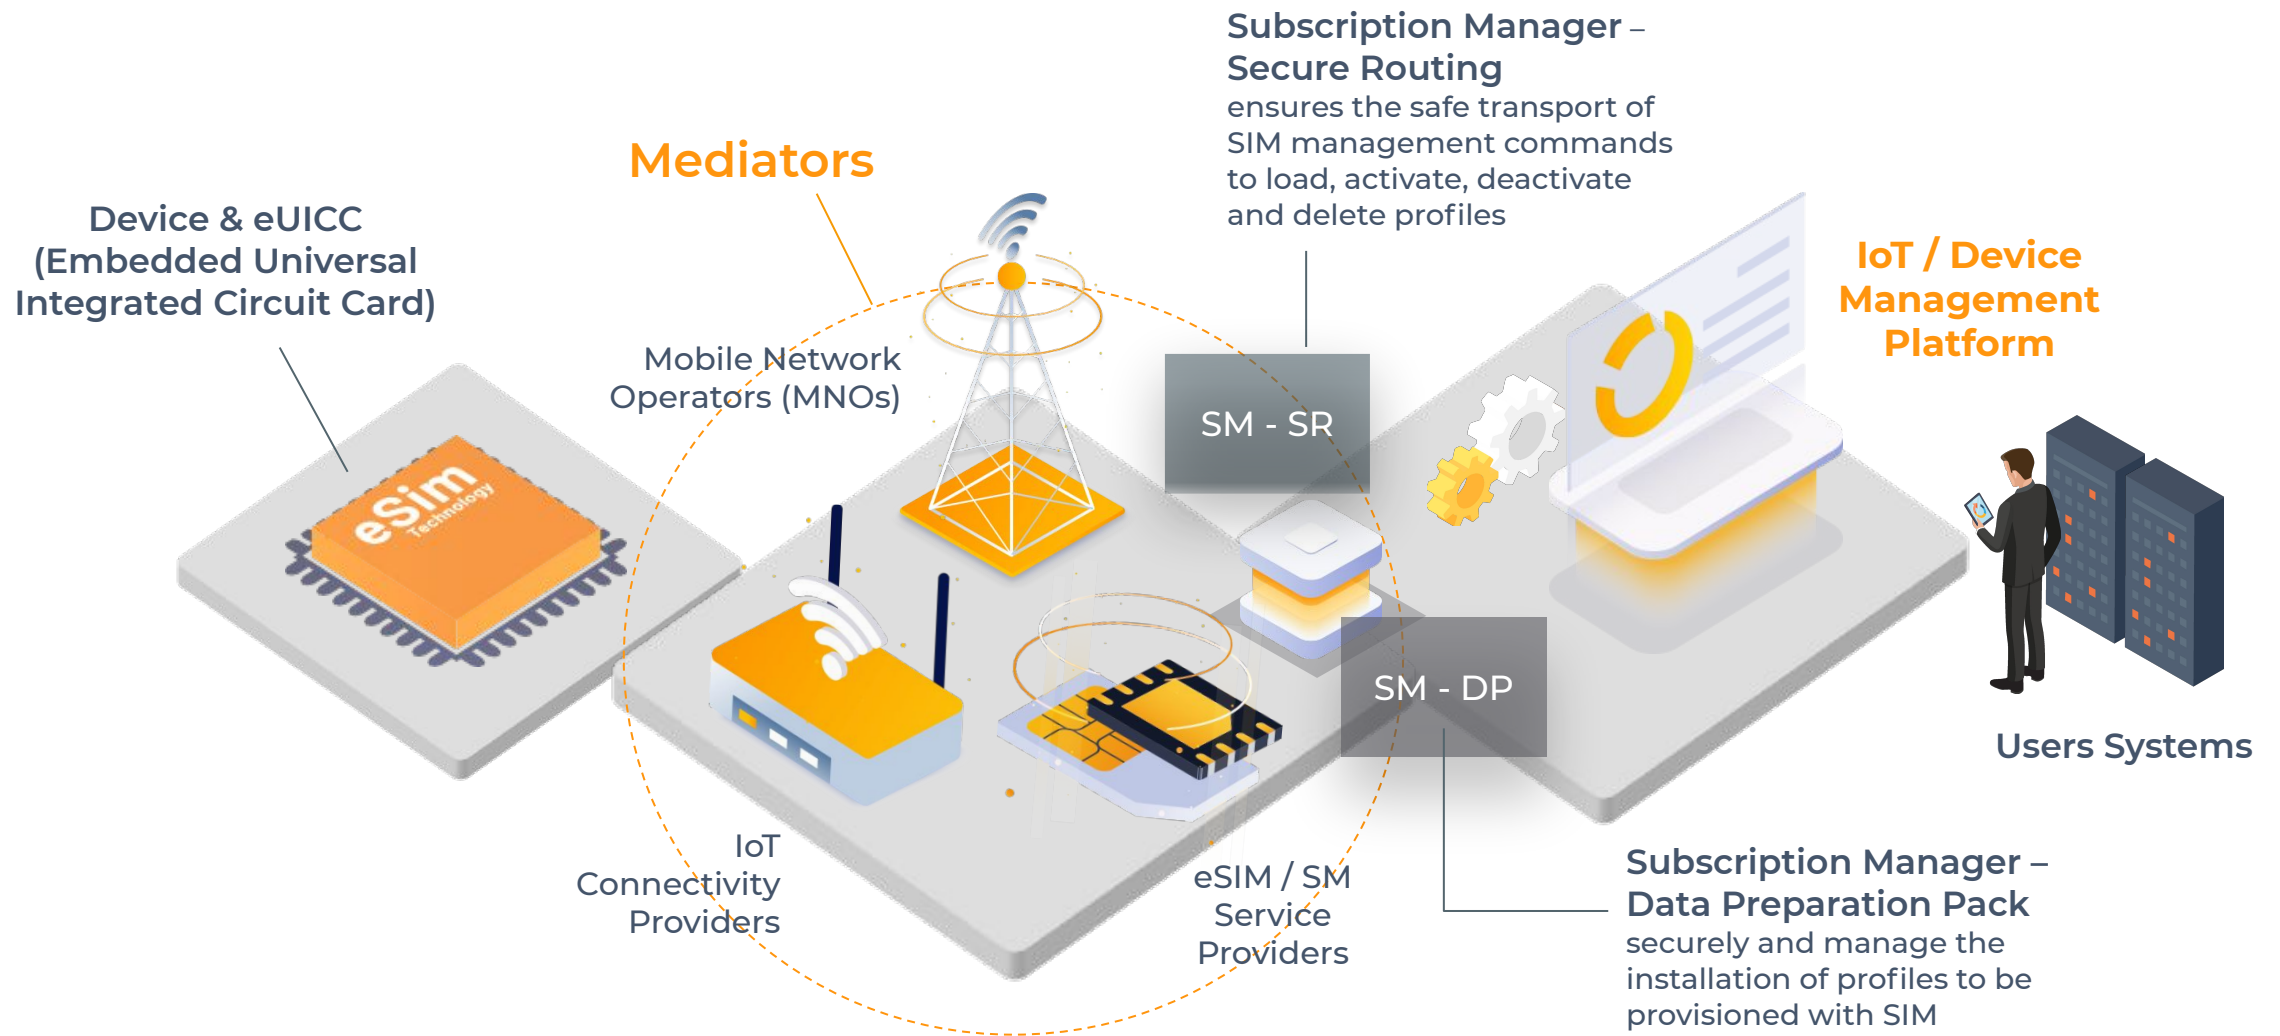 Subscription Manager –
Secure Routing
ensures the safe transport of
SIM management commands
to load, activate, deactivate
and delete profiles
Mediators
Device & eUICC
(Embedded Universal
Integrated Circuit Card)
IoT / Device
Management
Platform
Mobile Network
Operators (MNOs)
SM - SR
eSim
Technology
SM - DP
Users Systems
IoT
Connectivity
Providers
eSIM / SM
Service
Providers
Subscription Manager –
Data Preparation Pack
securely and manage the
installation of profiles to be
provisioned with SIM